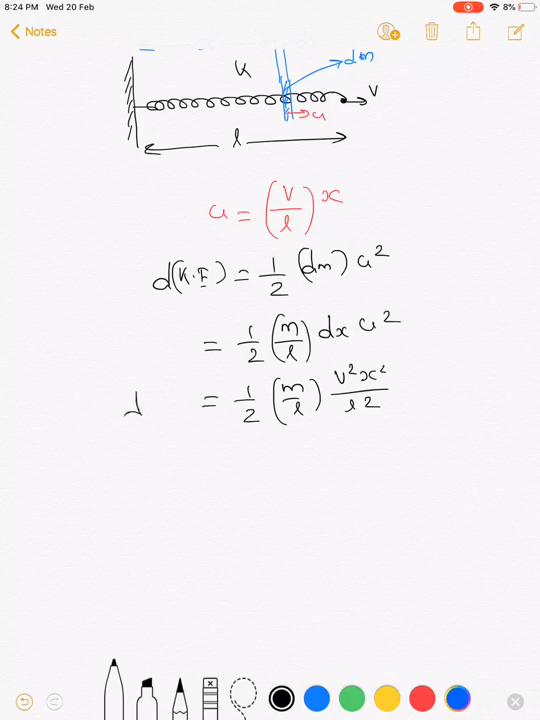 8:24 PM Wed 20 Feb 8%
Notes
K dm
V
u
l
u = (V/l) x
d(K.E) = 1/2 (dm) u²
= 1/2 (m/l) dx u²
d = 1/2 (m/l) V²x²/l²